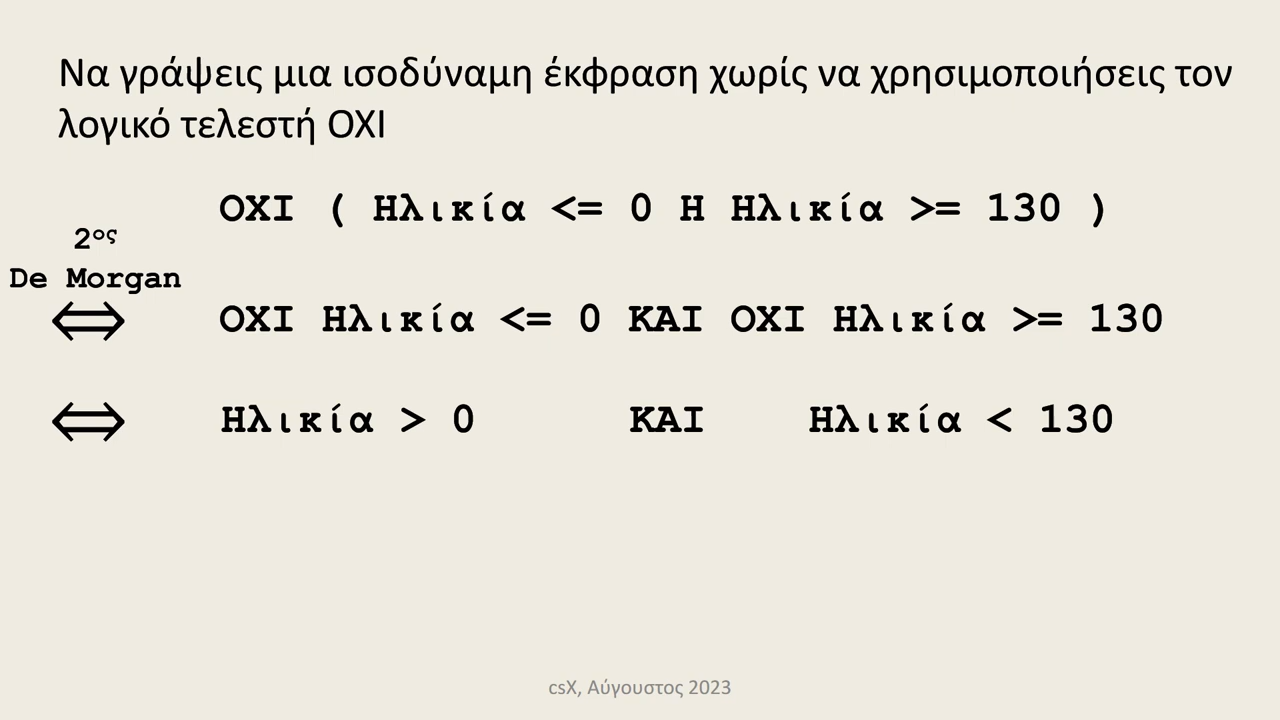 Να γράψεις μια ισοδύναμη έκφραση χωρίς να χρησιμοποιήσεις τον
λογικό τελεστή ΟΧΙ
ΟΧΙ ( Ηλικία <= 0 Η Ηλικία >= 130 )
2ος
De Morgan
⇔ ΟΧΙ Ηλικία <= 0 ΚΑΙ ΟΧΙ Ηλικία >= 130
⇔ Ηλικία > 0 ΚΑΙ Ηλικία < 130
csX, Αύγουστος 2023